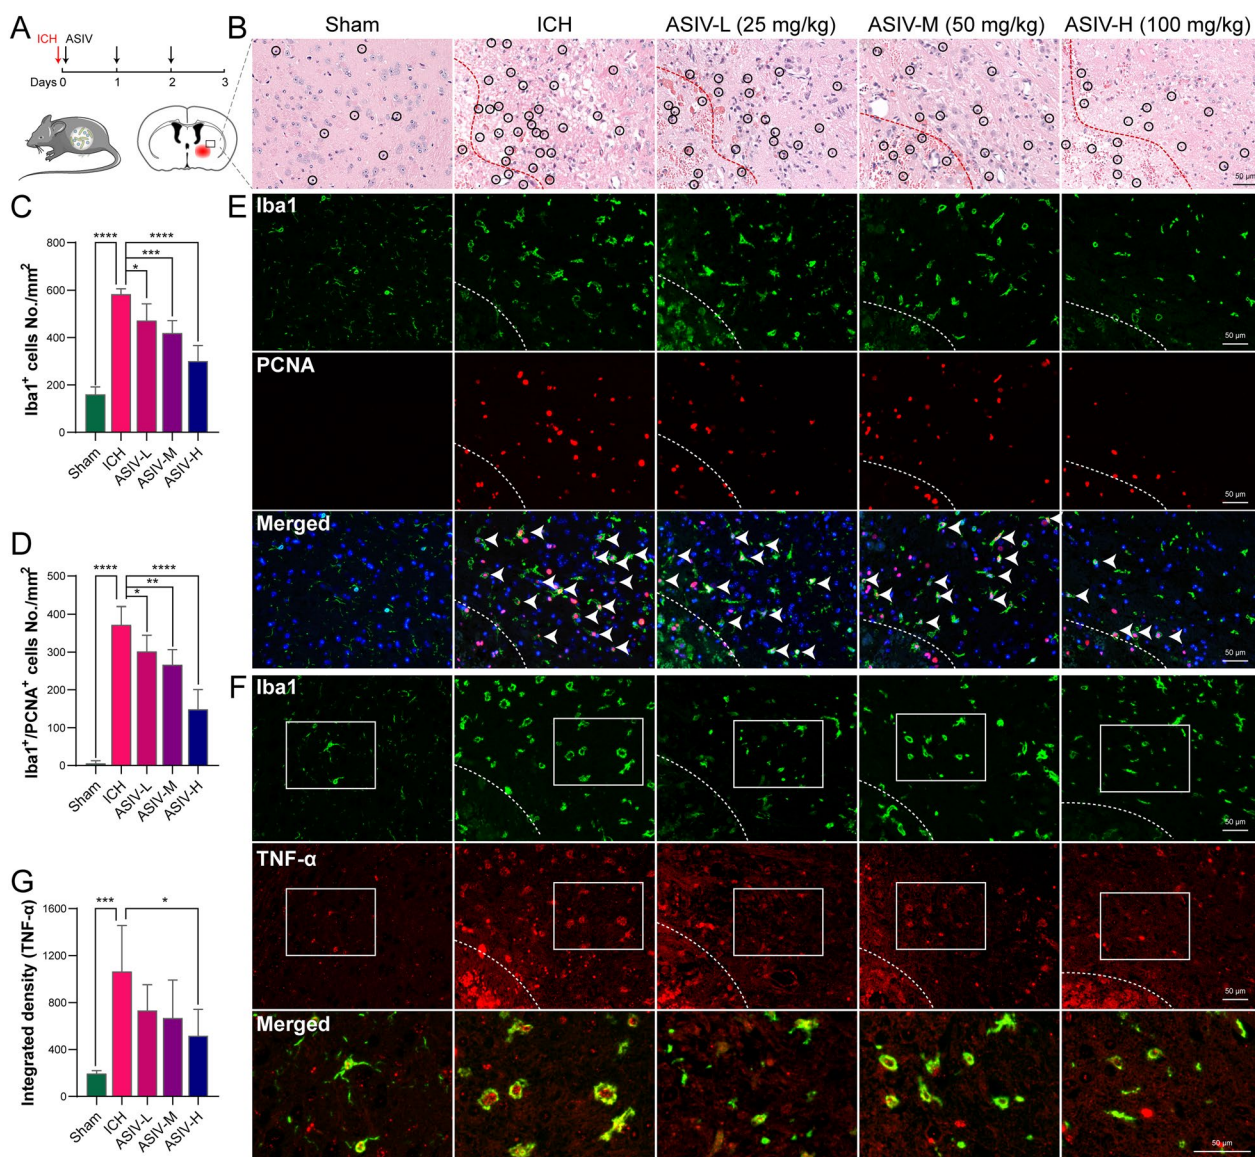 A
ICH
ASIV
Days 0 1 2 3
B
Sham
ICH
ASIV-L (25 mg/kg)
ASIV-M (50 mg/kg)
ASIV-H (100 mg/kg)
50 µm
C
Iba1⁺ cells No./mm²
800
600
400
200
0
****
****
***
*
Sham
ICH
ASIV-L
ASIV-M
ASIV-H
D
Iba1⁺/PCNA⁺ cells No./mm²
500
400
300
200
100
0
****
****
**
*
Sham
ICH
ASIV-L
ASIV-M
ASIV-H
E
Iba1
50 µm
PCNA
50 µm
Merged
50 µm
F
Iba1
50 µm
TNF-α
50 µm
Merged
50 µm
G
Integrated density (TNF-α)
1600
1200
800
400
0
***
*
Sham
ICH
ASIV-L
ASIV-M
ASIV-H